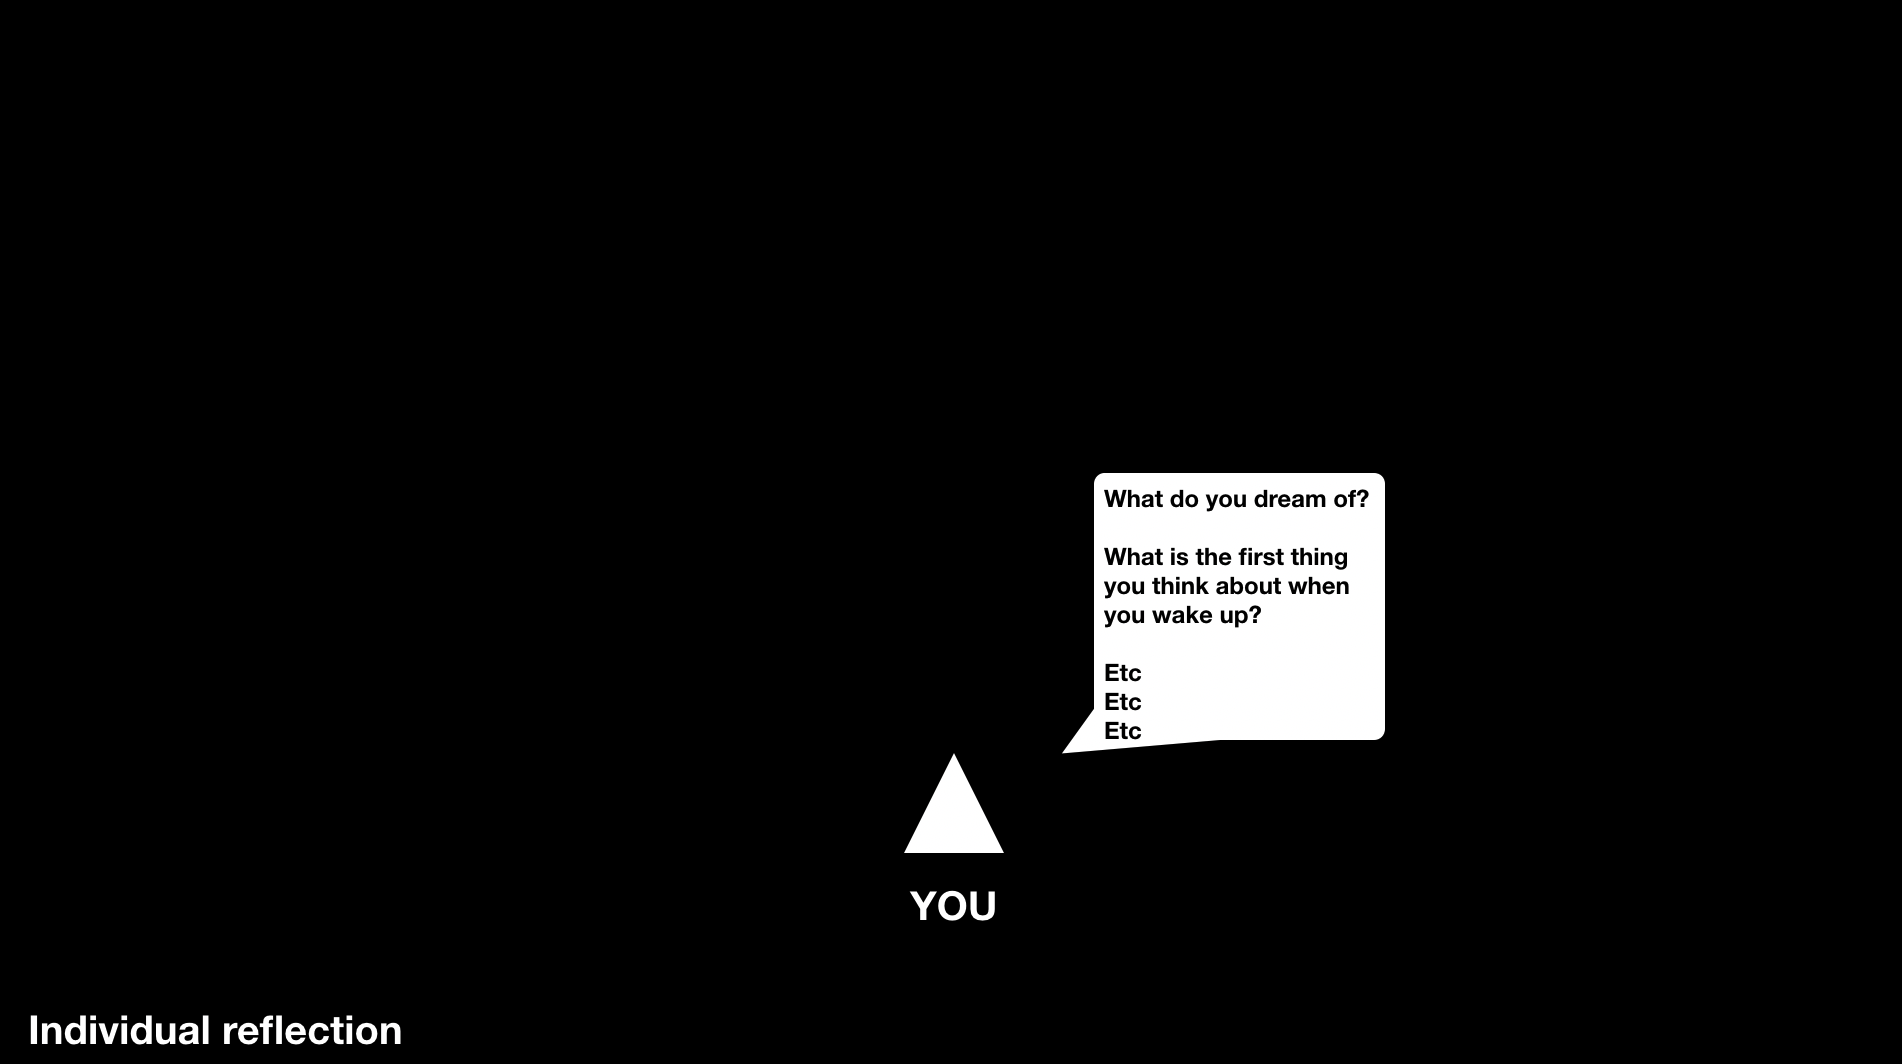 What do you dream of?
What is the first thing
you think about when
you wake up?
Etc
Etc
Etc
YOU
Individual reflection